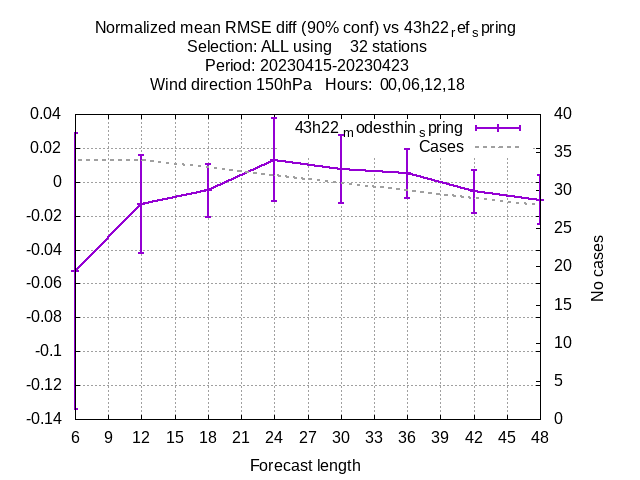 Normalized mean RMSE diff (90% conf) vs 43h22refspring
Selection: ALL using 32 stations
Period: 20230415-20230423
Wind direction 150hPa Hours: 00,06,12,18
43h22modesthinspring
Cases
0.04
0.02
0
-0.02
-0.04
-0.06
-0.08
-0.1
-0.12
-0.14
40
35
30
25
20
15
10
5
0
No cases
6 9 12 15 18 21 24 27 30 33 36 39 42 45 48
Forecast length